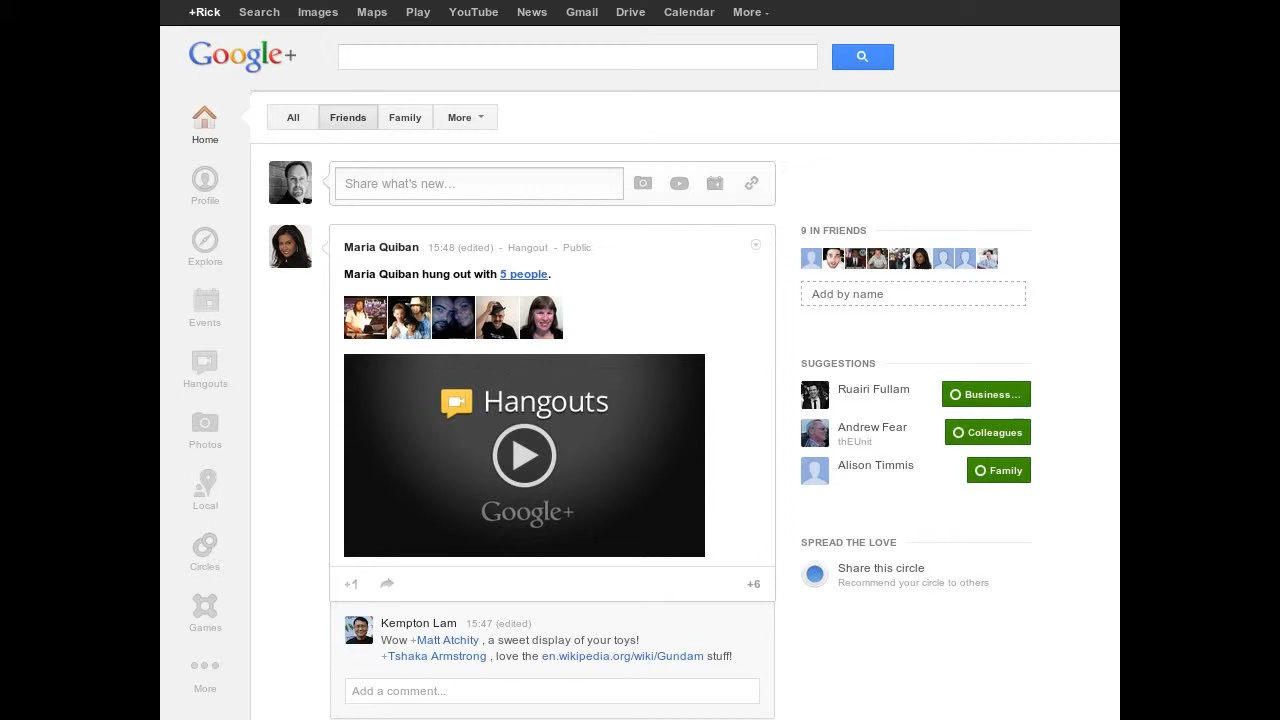 +Rick Search Images Maps Play YouTube News Gmail Drive Calendar More
Google+
All Friends Family More
Home
Profile
Explore
Events
Hangouts
Photos
Local
Circles
Games
More
Share what's new...
Maria Quiban 15:48 (edited) - Hangout - Public
Maria Quiban hung out with 5 people.
Hangouts
Google+
+1 +6
Kempton Lam 15:47 (edited)
Wow +Matt Atchity , a sweet display of your toys!
+Tshaka Armstrong , love the en.wikipedia.org/wiki/Gundam stuff!
Add a comment...
9 IN FRIENDS
Add by name
SUGGESTIONS
Ruairi Fullam Business...
Andrew Fear Colleagues
thEUnit
Alison Timmis Family
SPREAD THE LOVE
Share this circle
Recommend your circle to others